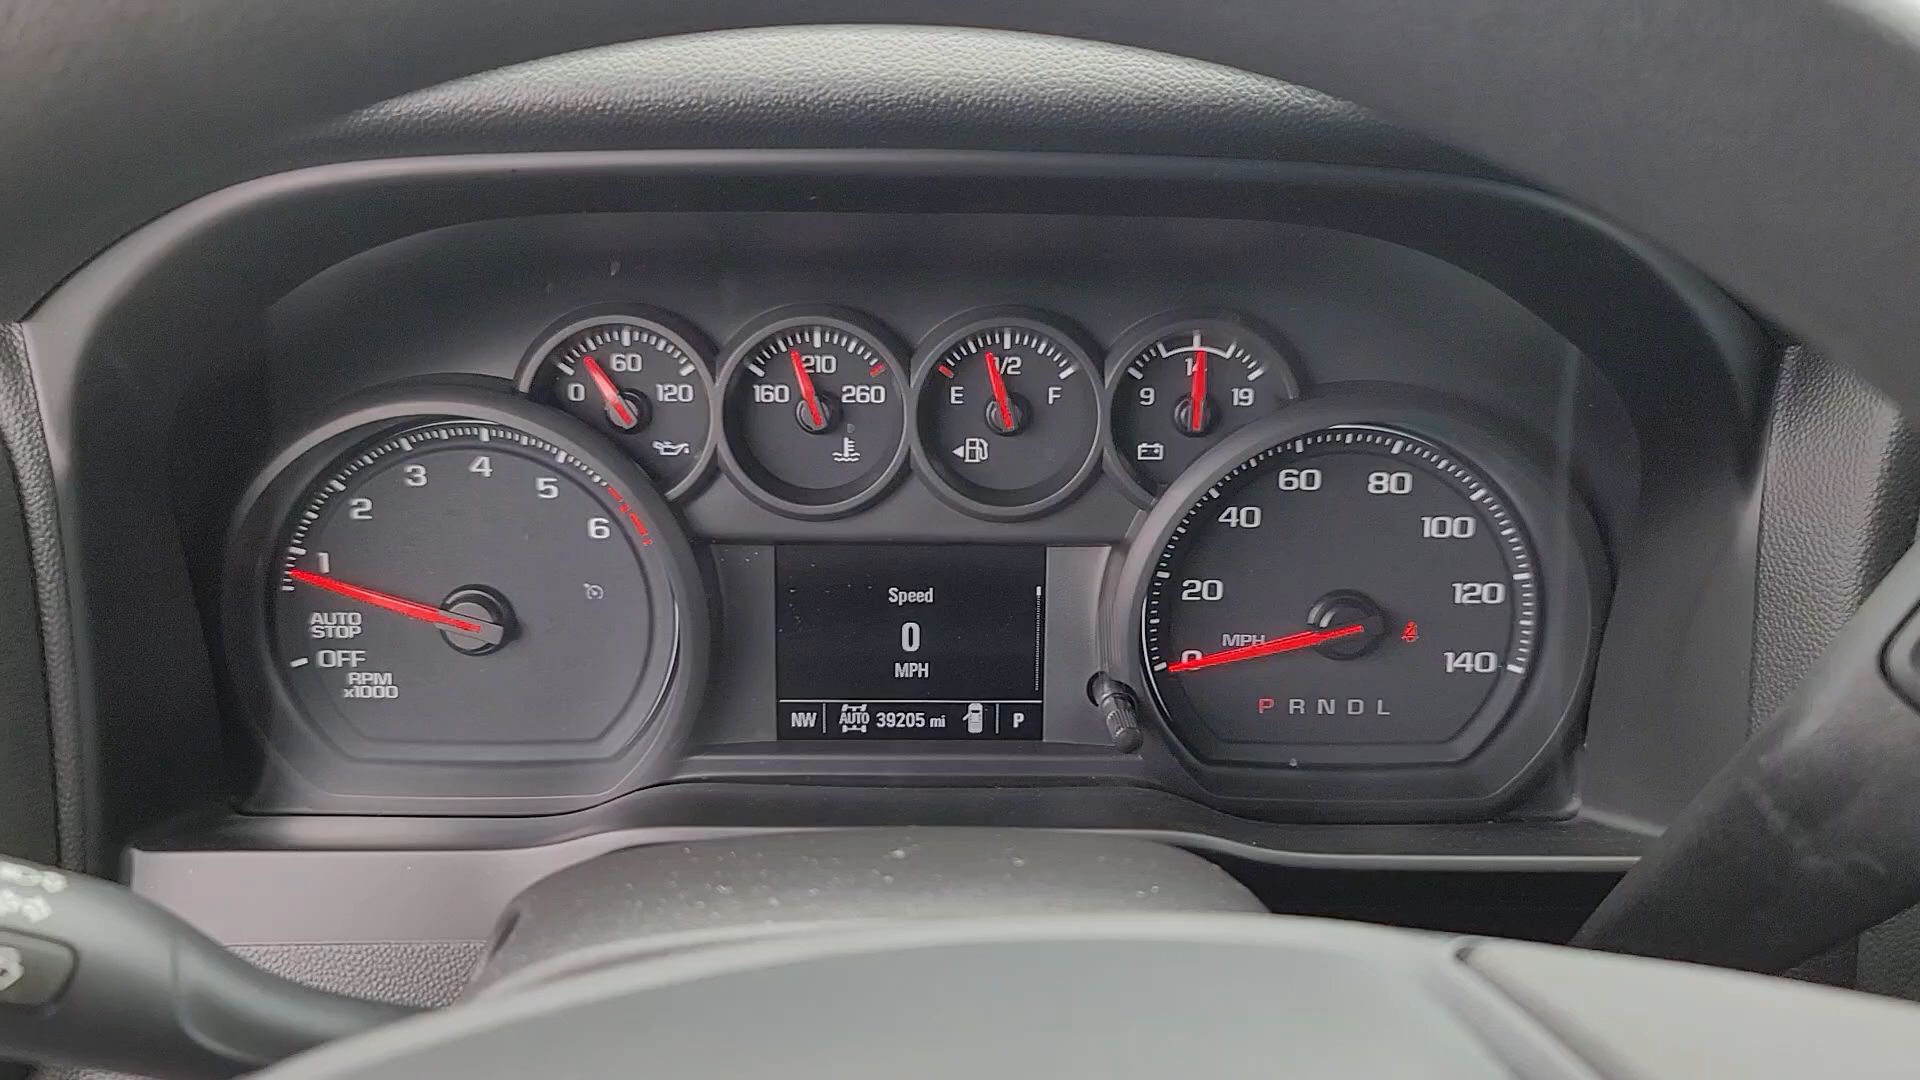 0 60 120
160 210 260
E 1/2 F
9 14 19
1 2 3 4 5 6
AUTO
STOP
OFF
RPM
x1000
Speed
0
MPH
NW AUTO 39205 mi P
0 20 40 60 80 100 120 140
MPH
P R N D L